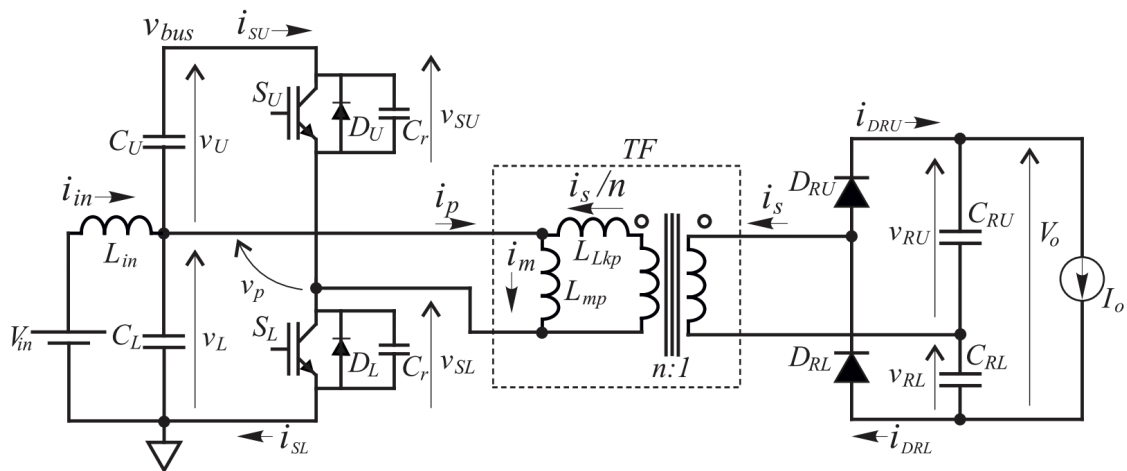 v_bus
i_SU
S_U
D_U
C_r
v_SU
C_U
v_U
i_in
L_in
v_p
V_in
C_L
v_L
S_L
D_L
C_r
v_SL
i_SL
TF
i_p
i_s /n
i_s
i_m
L_Lkp
L_mp
n:1
i_DRU
D_RU
v_RU
C_RU
V_o
I_o
D_RL
v_RL
C_RL
i_DRL